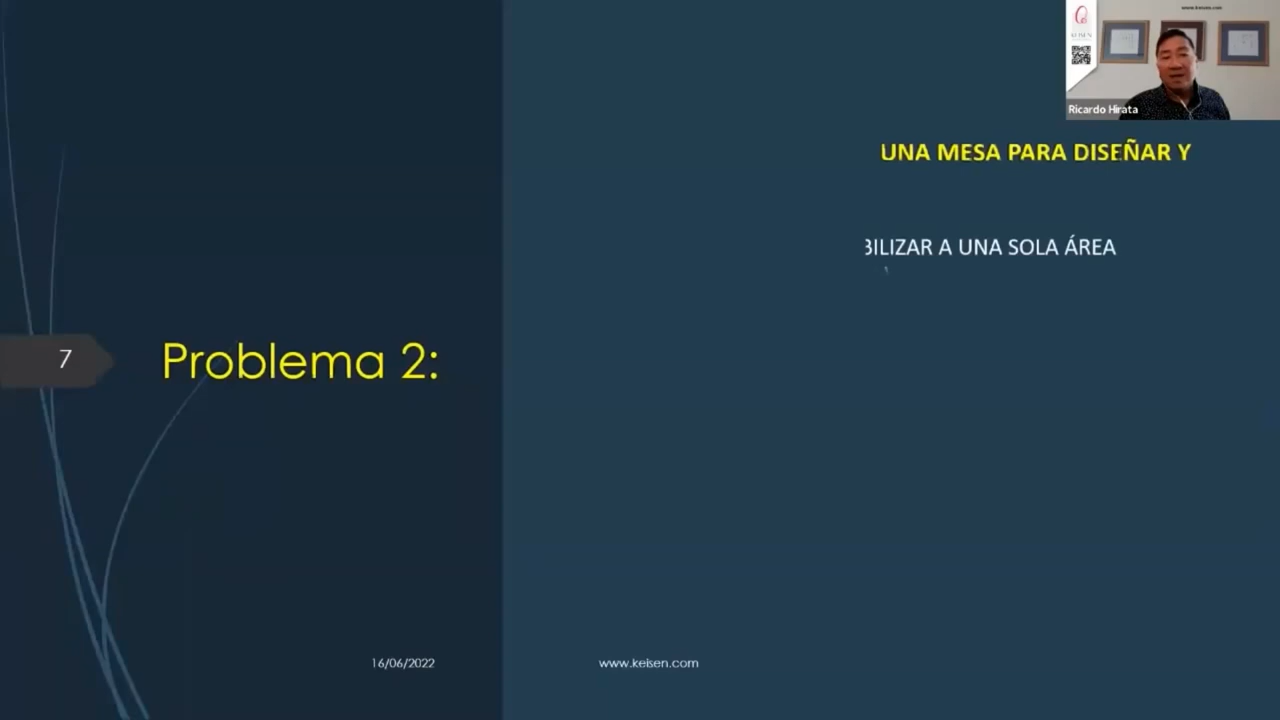 www.keisen.com
KEISEN
Ricardo Hirata
UNA MESA PARA DISEÑAR Y
BILIZAR A UNA SOLA ÁREA
7
Problema 2:
16/06/2022
www.keisen.com